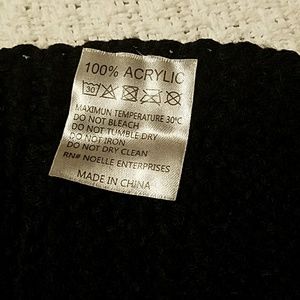 100% ACRYLIC
30
MAXIMUN TEMPERATURE 30°C
DO NOT BLEACH
DO NOT TUMBLE DRY
DO NOT IRON
DO NOT DRY CLEAN
RN# NOELLE ENTERPRISES
MADE IN CHINA